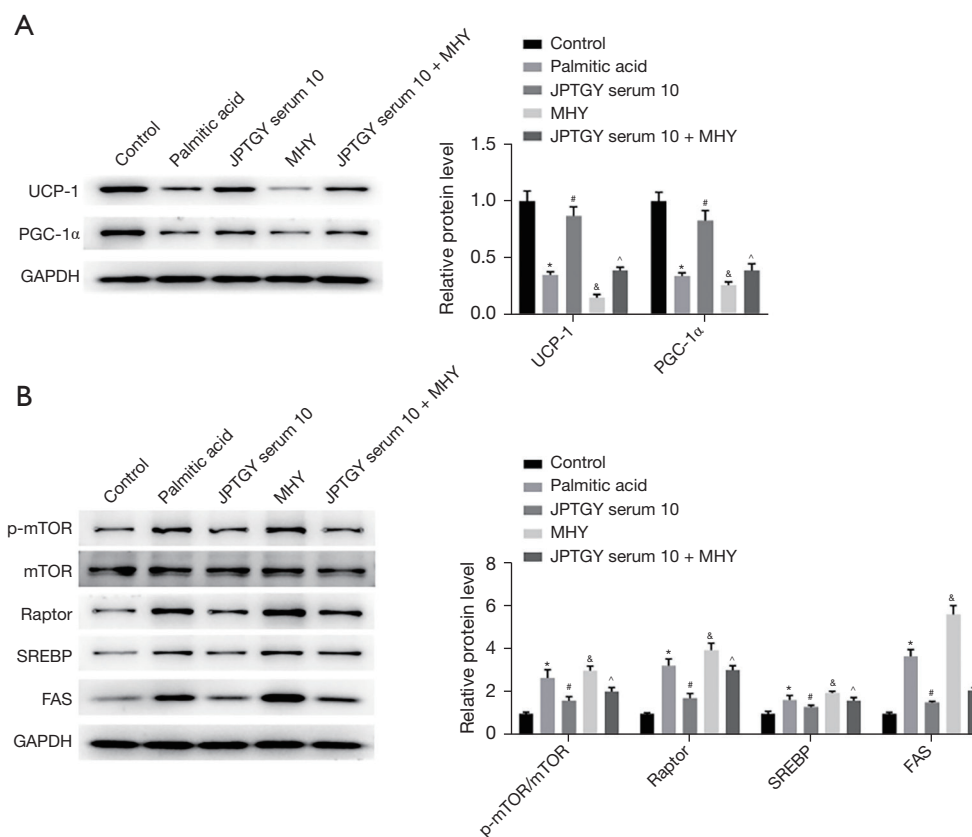 A
Control
Palmitic acid
JPTGY serum 10
MHY
JPTGY serum 10 + MHY
UCP-1
PGC-1α
GAPDH
Control
Palmitic acid
JPTGY serum 10
MHY
JPTGY serum 10 + MHY
Relative protein level
1.5
1.0
0.5
0.0
* # & ^ * # & ^
UCP-1
PGC-1α
B
Control
Palmitic acid
JPTGY serum 10
MHY
JPTGY serum 10 + MHY
p-mTOR
mTOR
Raptor
SREBP
FAS
GAPDH
Control
Palmitic acid
JPTGY serum 10
MHY
JPTGY serum 10 + MHY
Relative protein level
8
6
4
2
0
* # & ^ * # & ^ * # & ^ * # &
p-mTOR/mTOR
Raptor
SREBP
FAS